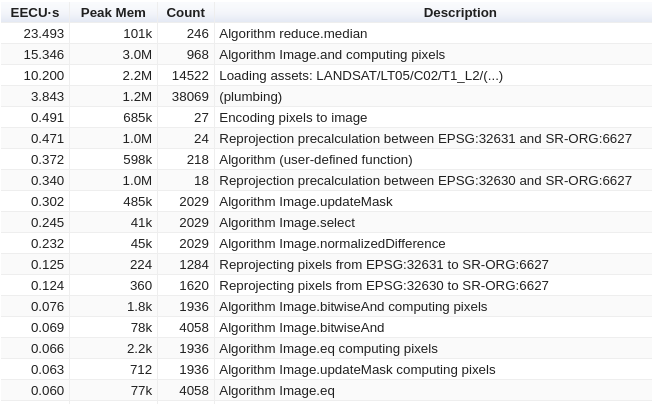 EECU·s Peak Mem Count Description
23.493 101k 246 Algorithm reduce.median
15.346 3.0M 968 Algorithm Image.and computing pixels
10.200 2.2M 14522 Loading assets: LANDSAT/LT05/C02/T1_L2/(...)
3.843 1.2M 38069 (plumbing)
0.491 685k 27 Encoding pixels to image
0.471 1.0M 24 Reprojection precalculation between EPSG:32631 and SR-ORG:6627
0.372 598k 218 Algorithm (user-defined function)
0.340 1.0M 18 Reprojection precalculation between EPSG:32630 and SR-ORG:6627
0.302 485k 2029 Algorithm Image.updateMask
0.245 41k 2029 Algorithm Image.select
0.232 45k 2029 Algorithm Image.normalizedDifference
0.125 224 1284 Reprojecting pixels from EPSG:32631 to SR-ORG:6627
0.124 360 1620 Reprojecting pixels from EPSG:32630 to SR-ORG:6627
0.076 1.8k 1936 Algorithm Image.bitwiseAnd computing pixels
0.069 78k 4058 Algorithm Image.bitwiseAnd
0.066 2.2k 1936 Algorithm Image.eq computing pixels
0.063 712 1936 Algorithm Image.updateMask computing pixels
0.060 77k 4058 Algorithm Image.eq